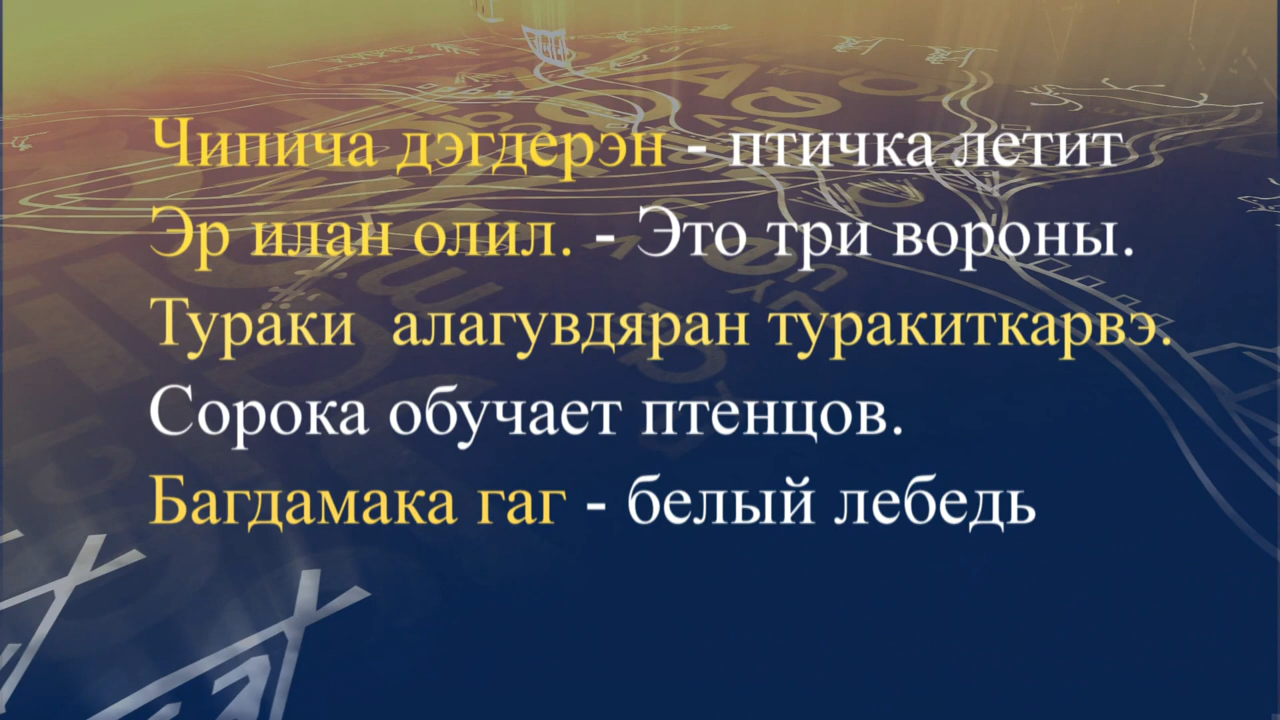 Чипича дэгдерэн - птичка летит
Эр илан олил. - Это три вороны.
Тураки алагувдяран туракиткарвэ.
Сорока обучает птенцов.
Багдамака гаг - белый лебедь